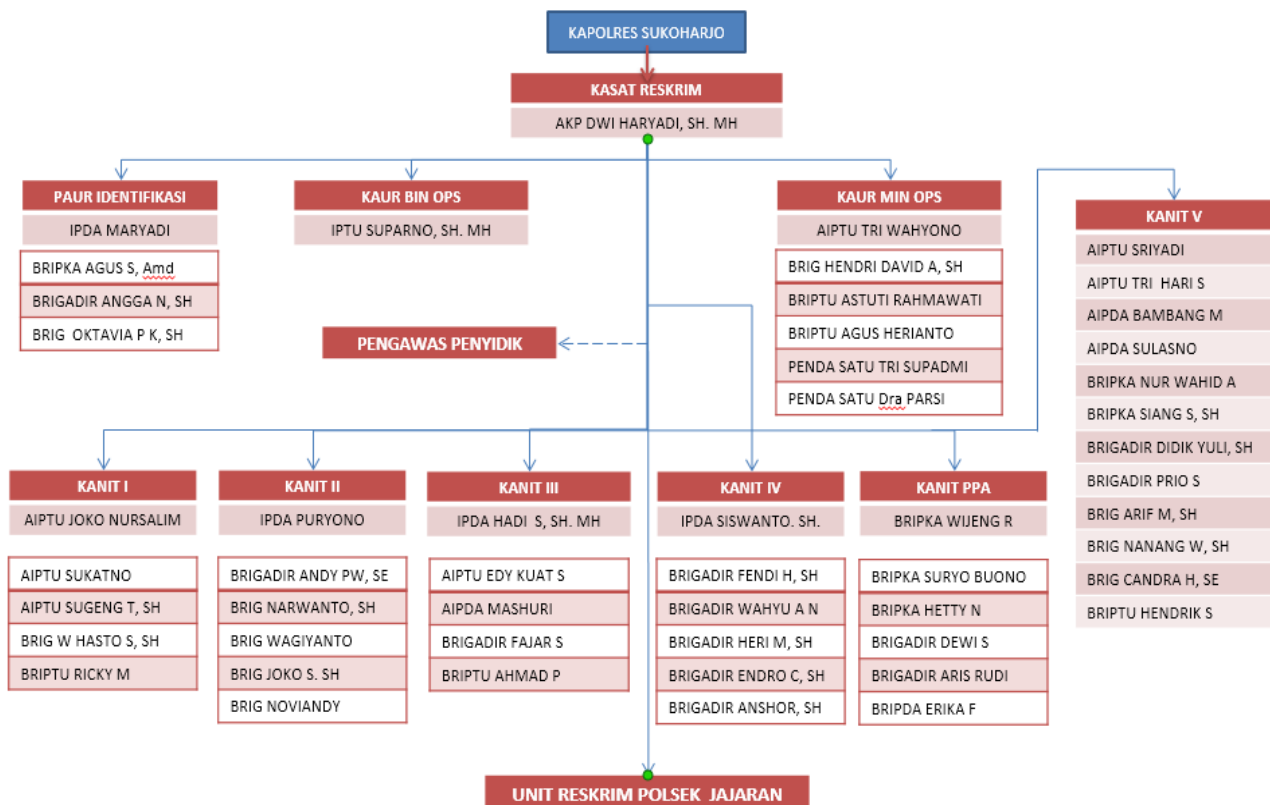 KAPOLRES SUKOHARJO
KASAT RESKRIM
AKP DWI HARYADI, SH. MH
PAUR IDENTIFIKASI
IPDA MARYADI
BRIPKA AGUS S, Amd
BRIGADIR ANGGA N, SH
BRIG OKTAVIA P K, SH
KAUR BIN OPS
IPTU SUPARNO, SH. MH
KAUR MIN OPS
AIPTU TRI WAHYONO
BRIG HENDRI DAVID A, SH
BRIPTU ASTUTI RAHMAWATI
BRIPTU AGUS HERIANTO
PENDA SATU TRI SUPADMI
PENDA SATU Dra PARSI
KANIT V
AIPTU SRIYADI
AIPTU TRI HARI S
AIPDA BAMBANG M
AIPDA SULASNO
BRIPKA NUR WAHID A
BRIPKA SIANG S, SH
BRIGADIR DIDIK YULI, SH
BRIGADIR PRIO S
BRIG ARIF M, SH
BRIG NANANG W, SH
BRIG CANDRA H, SE
BRIPTU HENDRIK S
PENGAWAS PENYIDIK
KANIT I
AIPTU JOKO NURSALIM
AIPTU SUKATNO
AIPTU SUGENG T, SH
BRIG W HASTO S, SH
BRIPTU RICKY M
KANIT II
IPDA PURYONO
BRIGADIR ANDY PW, SE
BRIG NARWANTO, SH
BRIG WAGIYANTO
BRIG JOKO S. SH
BRIG NOVIANDY
KANIT III
IPDA HADI S, SH. MH
AIPTU EDY KUAT S
AIPDA MASHURI
BRIGADIR FAJAR S
BRIPTU AHMAD P
KANIT IV
IPDA SISWANTO. SH.
BRIGADIR FENDI H, SH
BRIGADIR WAHYU A N
BRIGADIR HERI M, SH
BRIGADIR ENDRO C, SH
BRIGADIR ANSHOR, SH
KANIT PPA
BRIPKA WIJENG R
BRIPKA SURYO BUONO
BRIPKA HETTY N
BRIGADIR DEWI S
BRIGADIR ARIS RUDI
BRIPDA ERIKA F
UNIT RESKRIM POLSEK JAJARAN